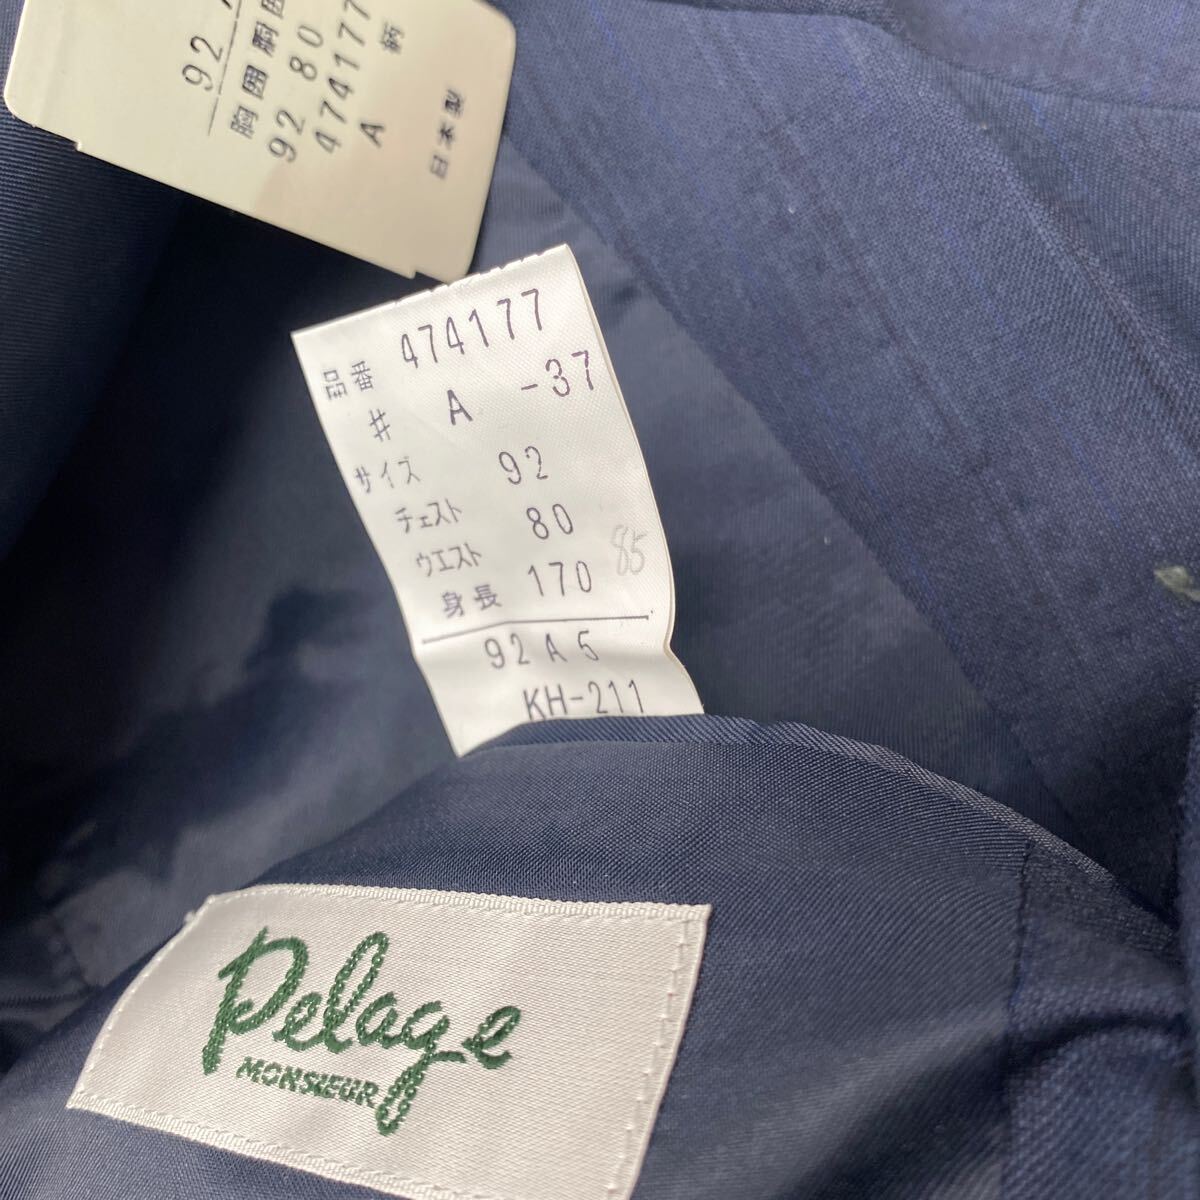 92
胸囲胴囲
92 80
474177
A 柄
日本製
品番 474177
# A -37
サイズ 92
チェスト 80
ウエスト 85
身長 170
92A5
KH-211
Pelage
MONSIEUR